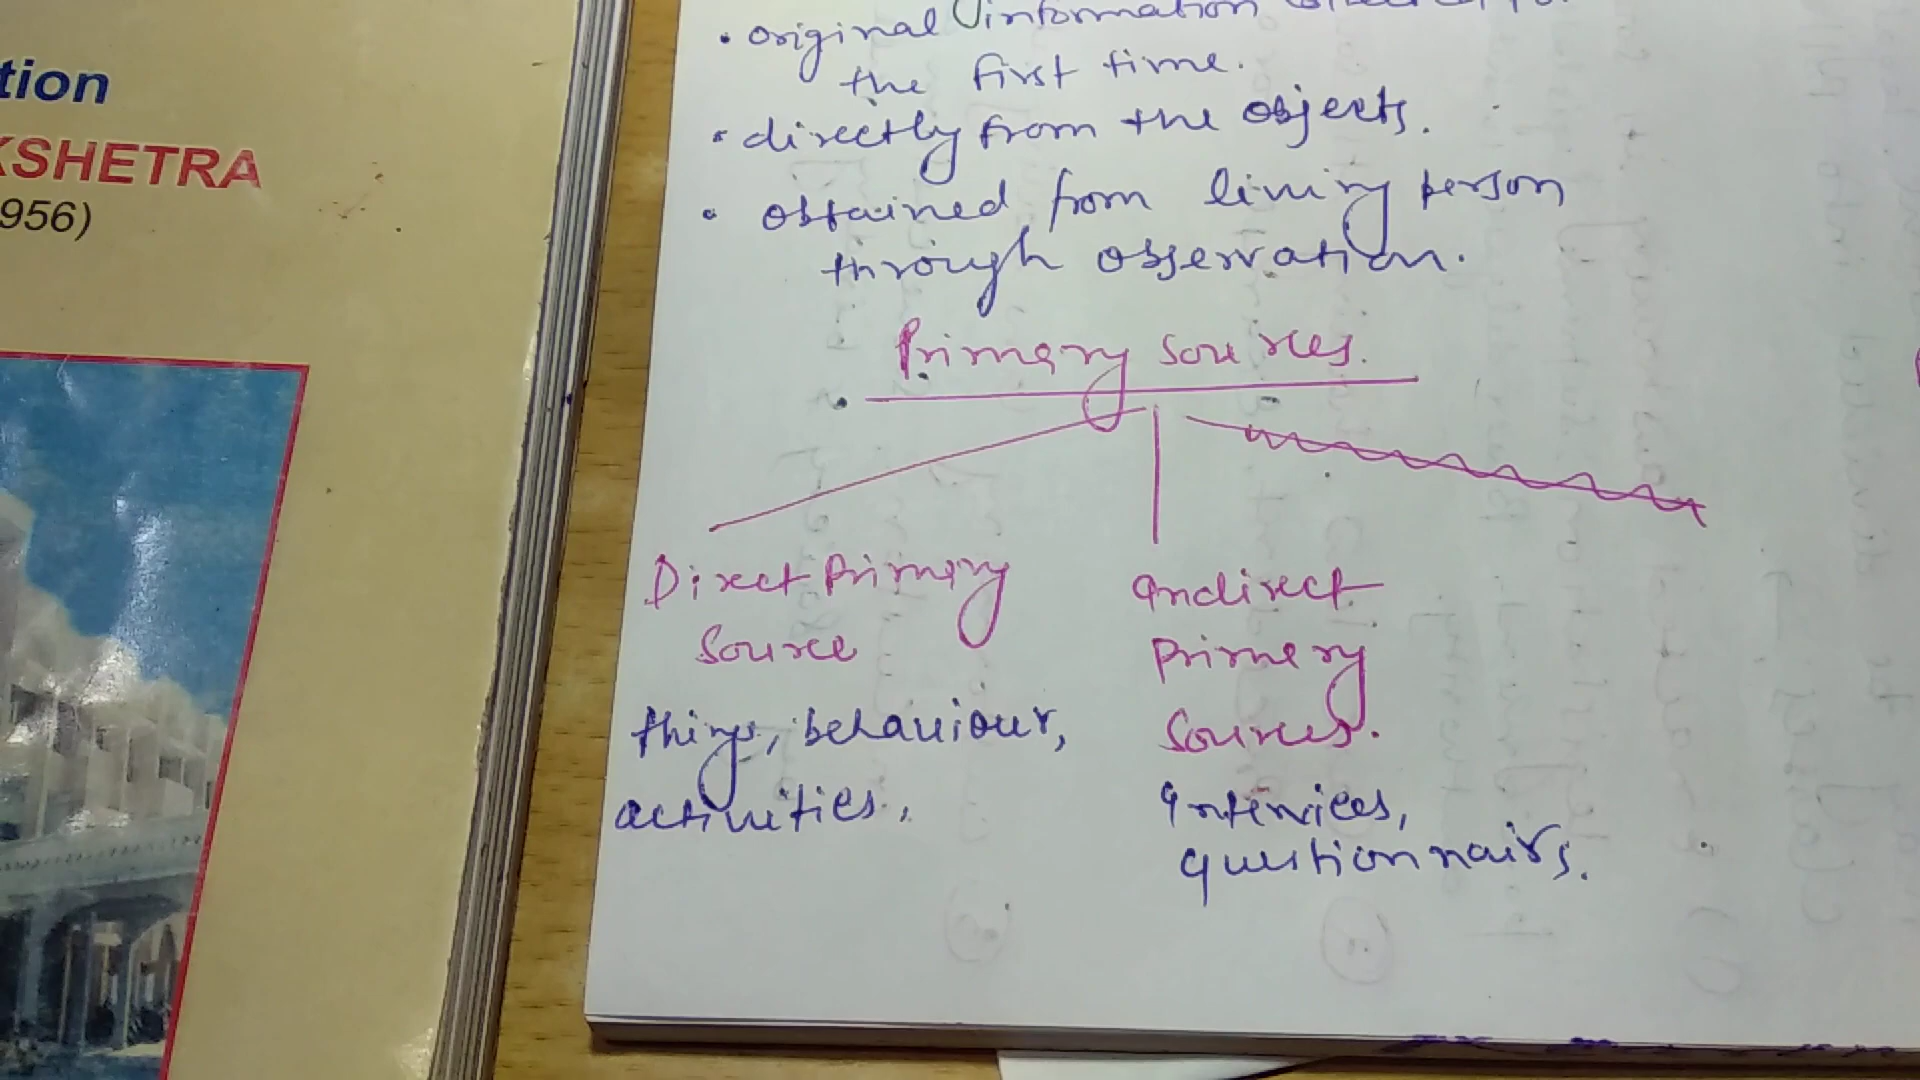 tion
KSHETRA
956)
• original information
the first time.
• directly from the objects.
• obtained from living person
through observation.
Primary sources.
Direct Primary
Source
things, behaviour,
activities,
Indirect
Primary
Sources.
Intervices,
questionnairs.